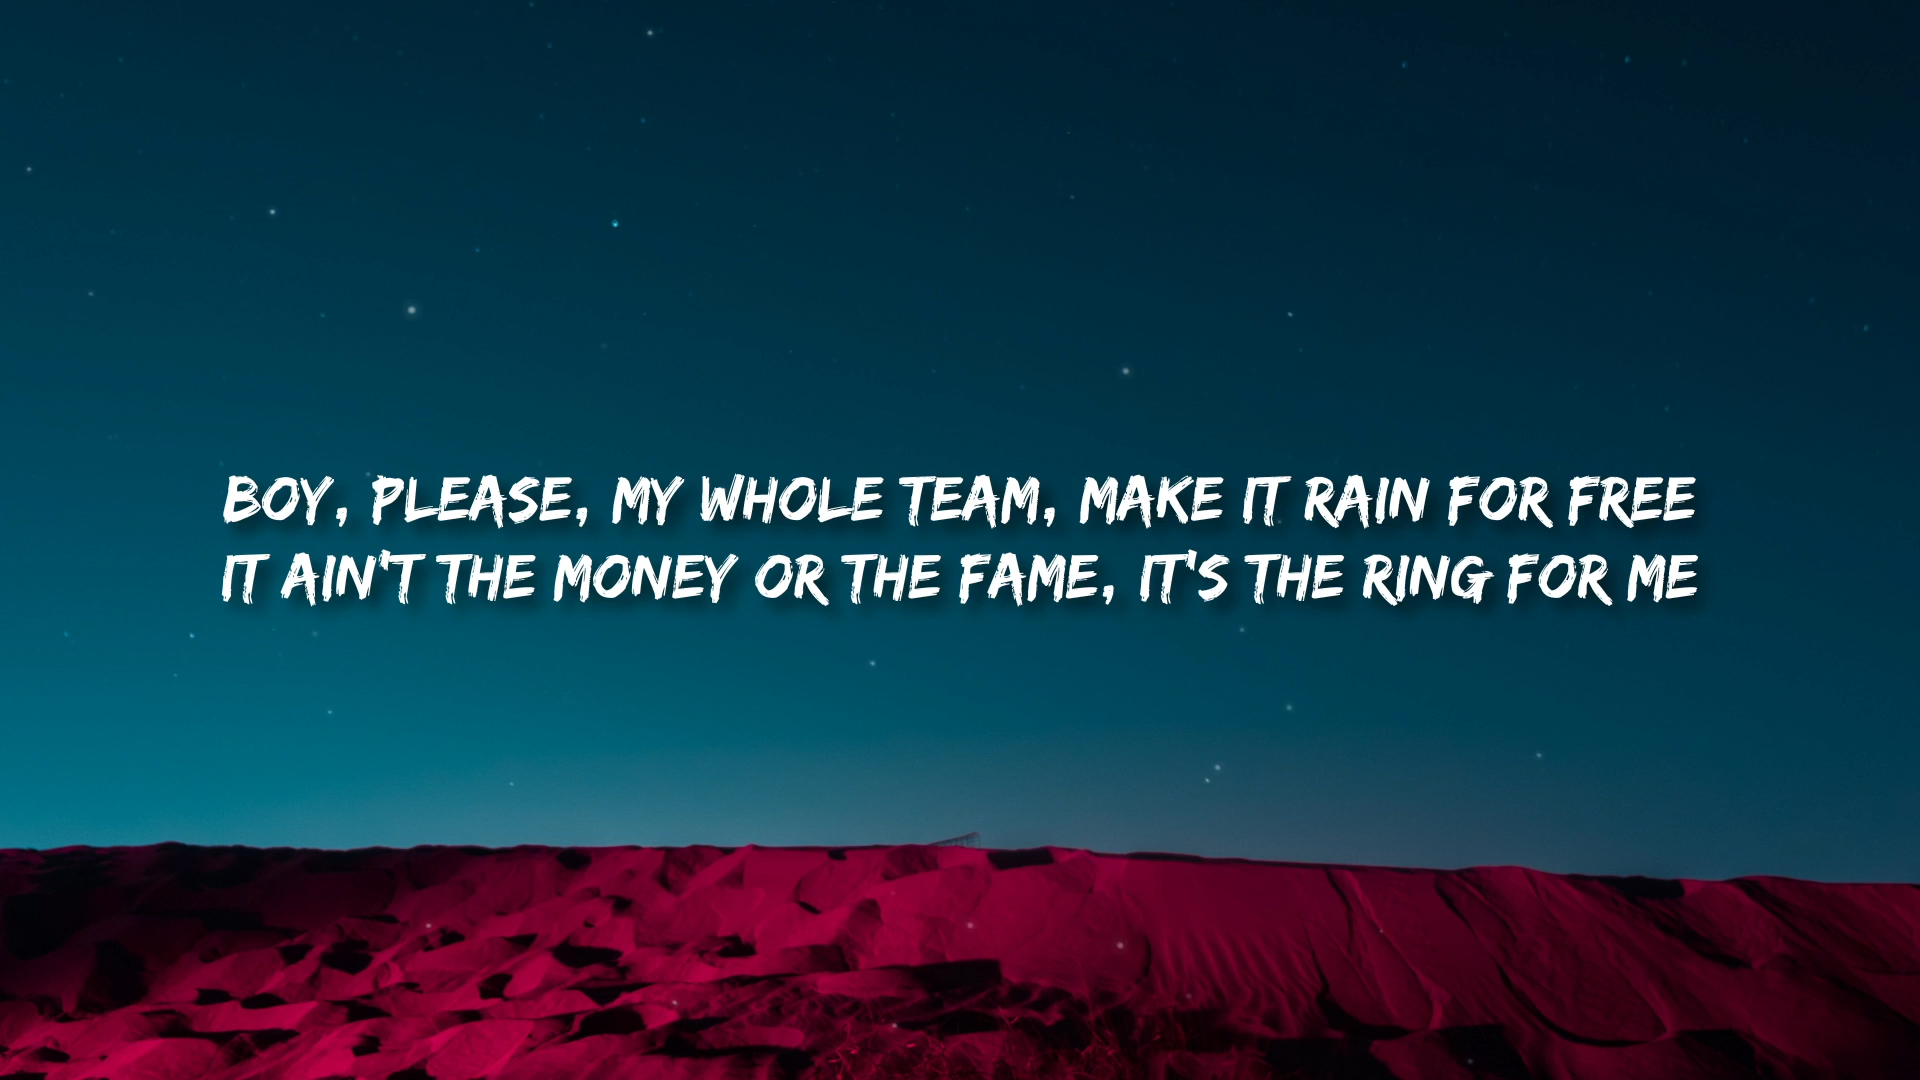 BOY, PLEASE, MY WHOLE TEAM, MAKE IT RAIN FOR FREE
IT AIN'T THE MONEY OR THE FAME, IT'S THE RING FOR ME